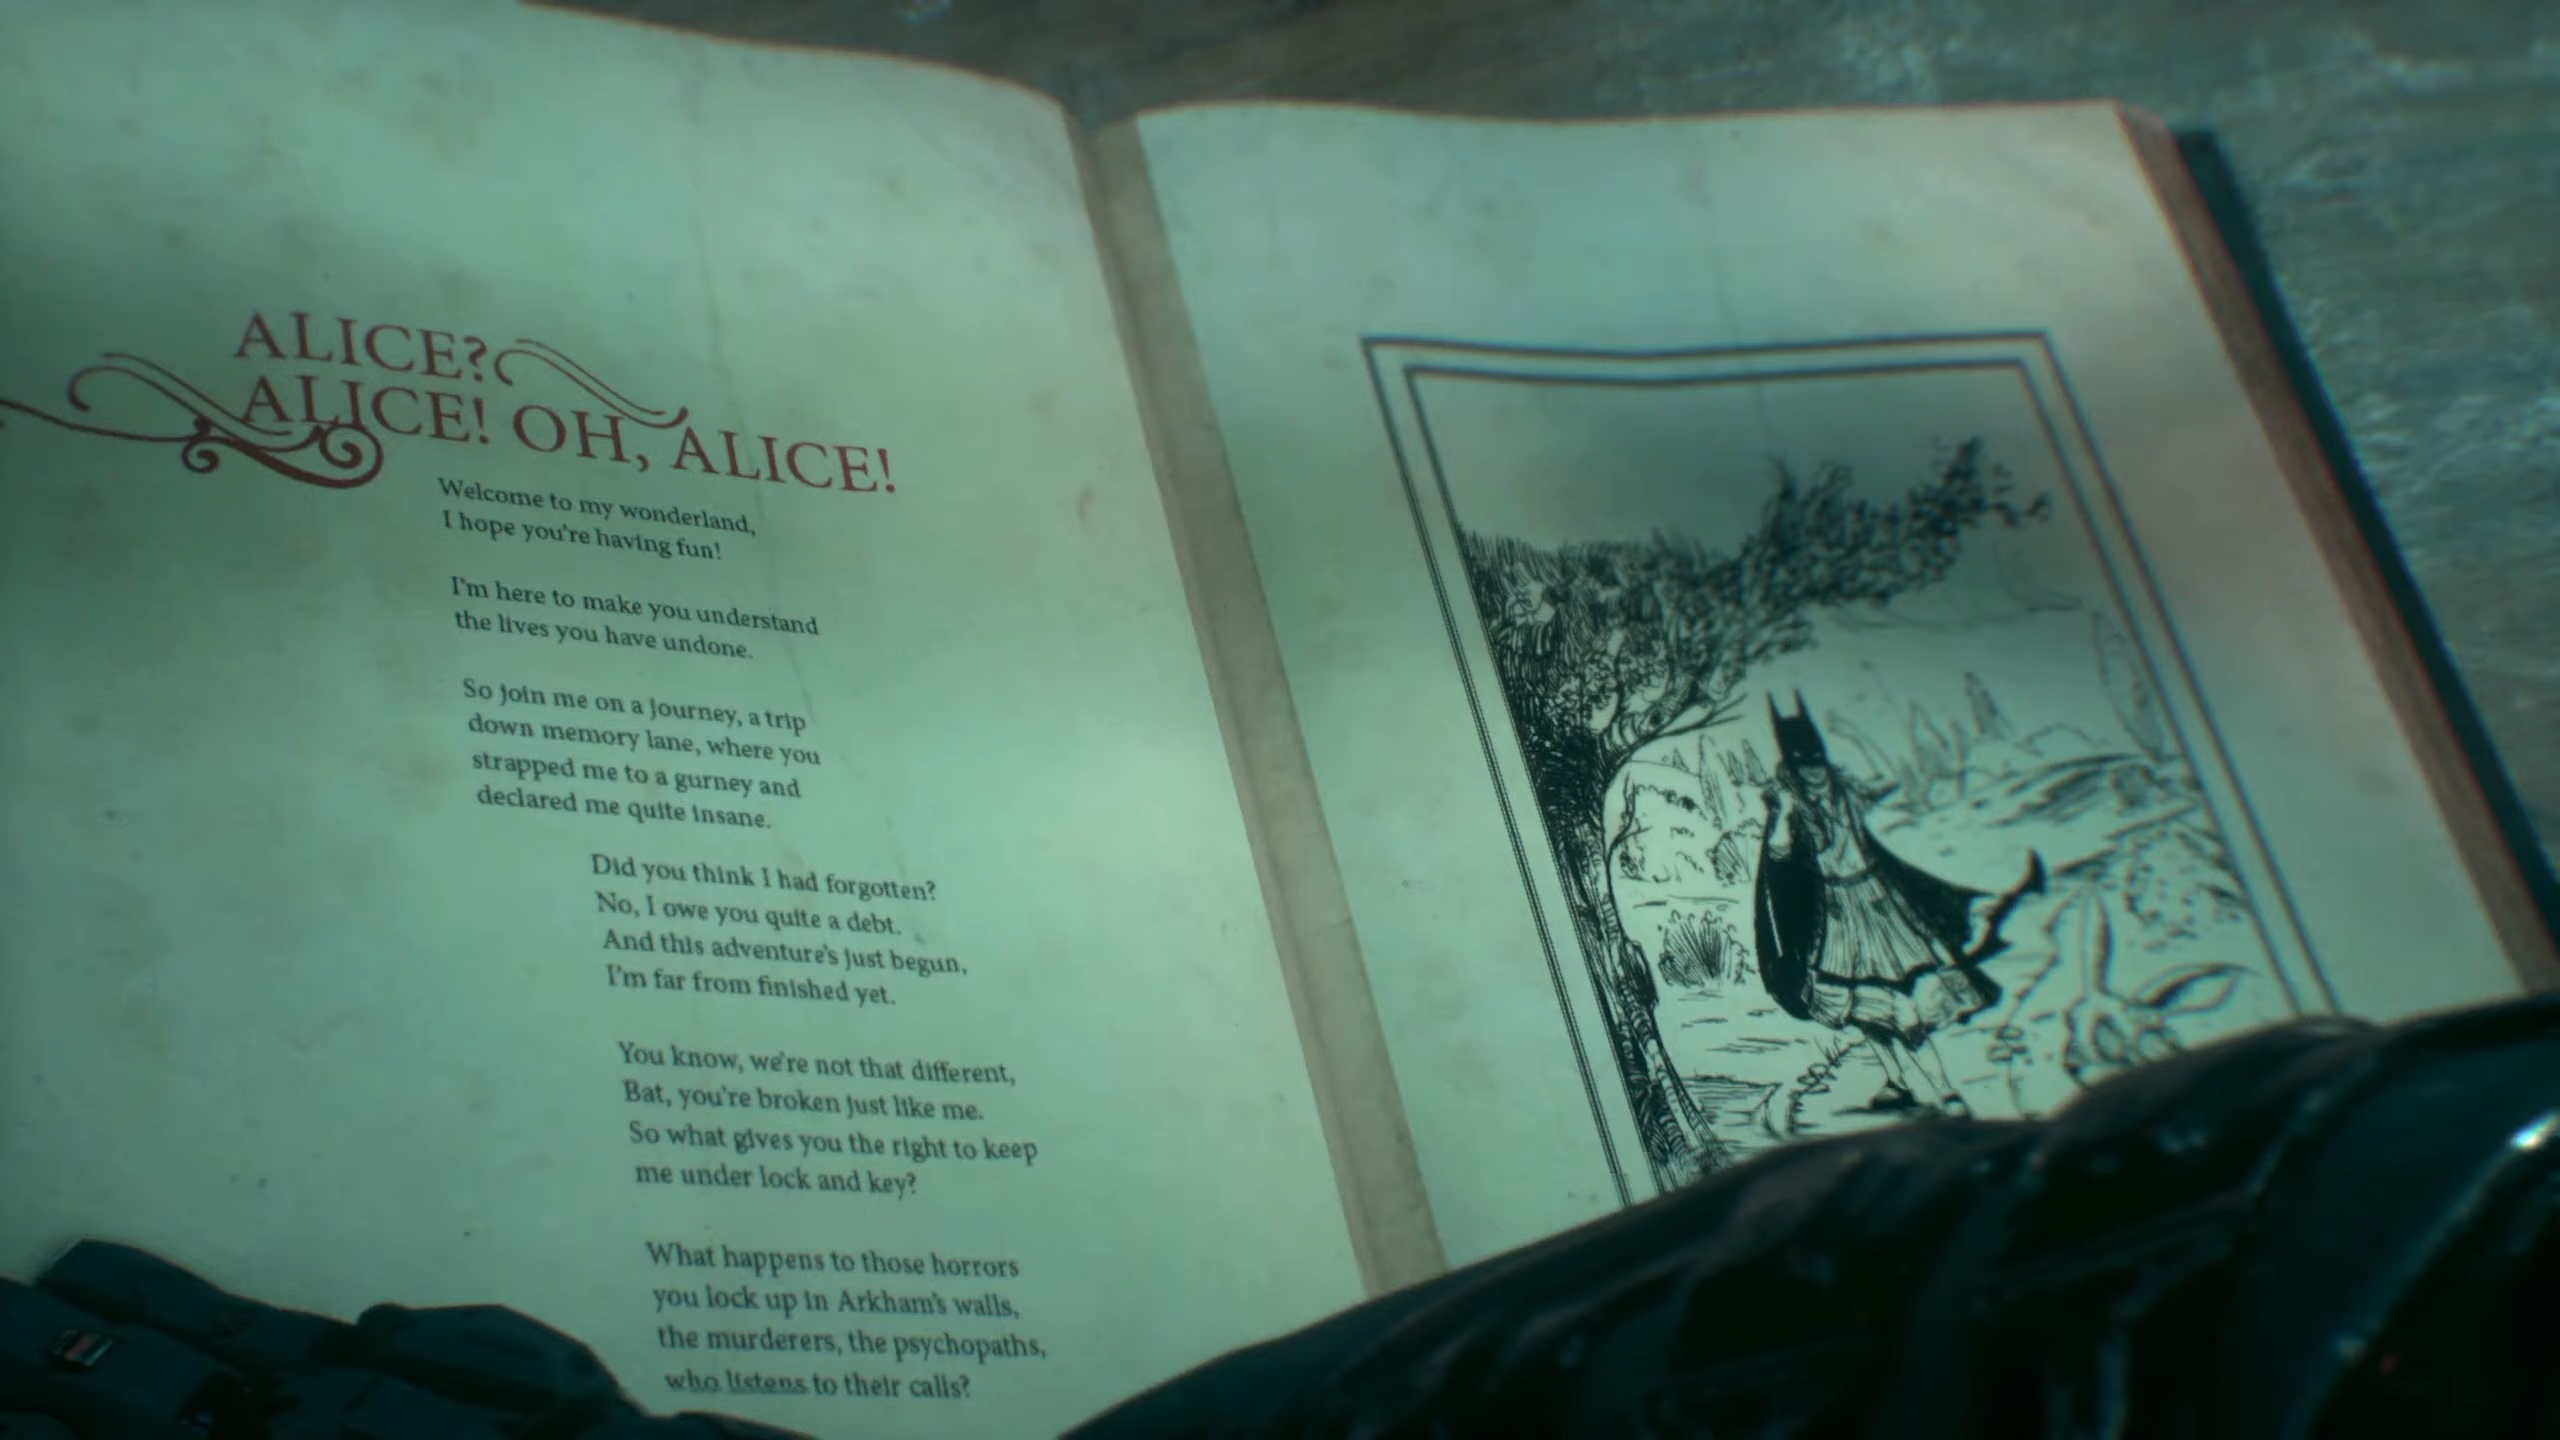 ALICE?
ALICE! OH, ALICE!
Welcome to my wonderland,
I hope you're having fun!
I'm here to make you understand
the lives you have undone.
So join me on a journey, a trip
down memory lane, where you
strapped me to a gurney and
declared me quite insane.
Did you think I had forgotten?
No, I owe you quite a debt.
And this adventure's just begun,
I'm far from finished yet.
You know, we're not that different,
Bat, you're broken just like me.
So what gives you the right to keep
me under lock and key?
What happens to those horrors
you lock up in Arkham's walls,
the murderers, the psychopaths,
who listens to their calls?